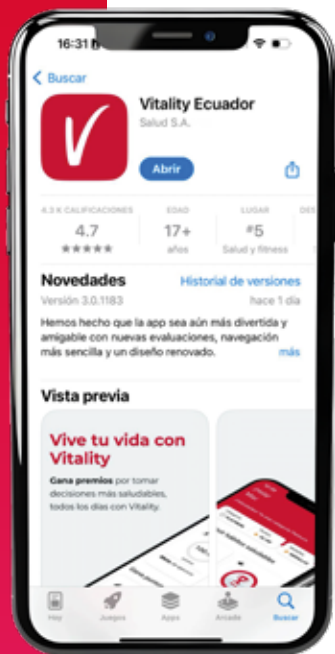 16:31
Buscar
Vitality Ecuador
Salud S.A.
Abrir
4.3 K CALIFICACIONES
EDAD
LUGAR
4.7
17+
#5
★★★★★
años
Salud y fitness
Novedades
Historial de versiones
Versión 3.0.1183
hace 1 día
Hemos hecho que la app sea aún más divertida y
amigable con nuevas evaluaciones, navegación
más sencilla y un diseño renovado.
más
Vista previa
Vive tu vida con
Vitality
Gana premios por tomar
decisiones más saludables,
todos los días con Vitality.
Hoy
Juegos
Apps
Arcade
Buscar